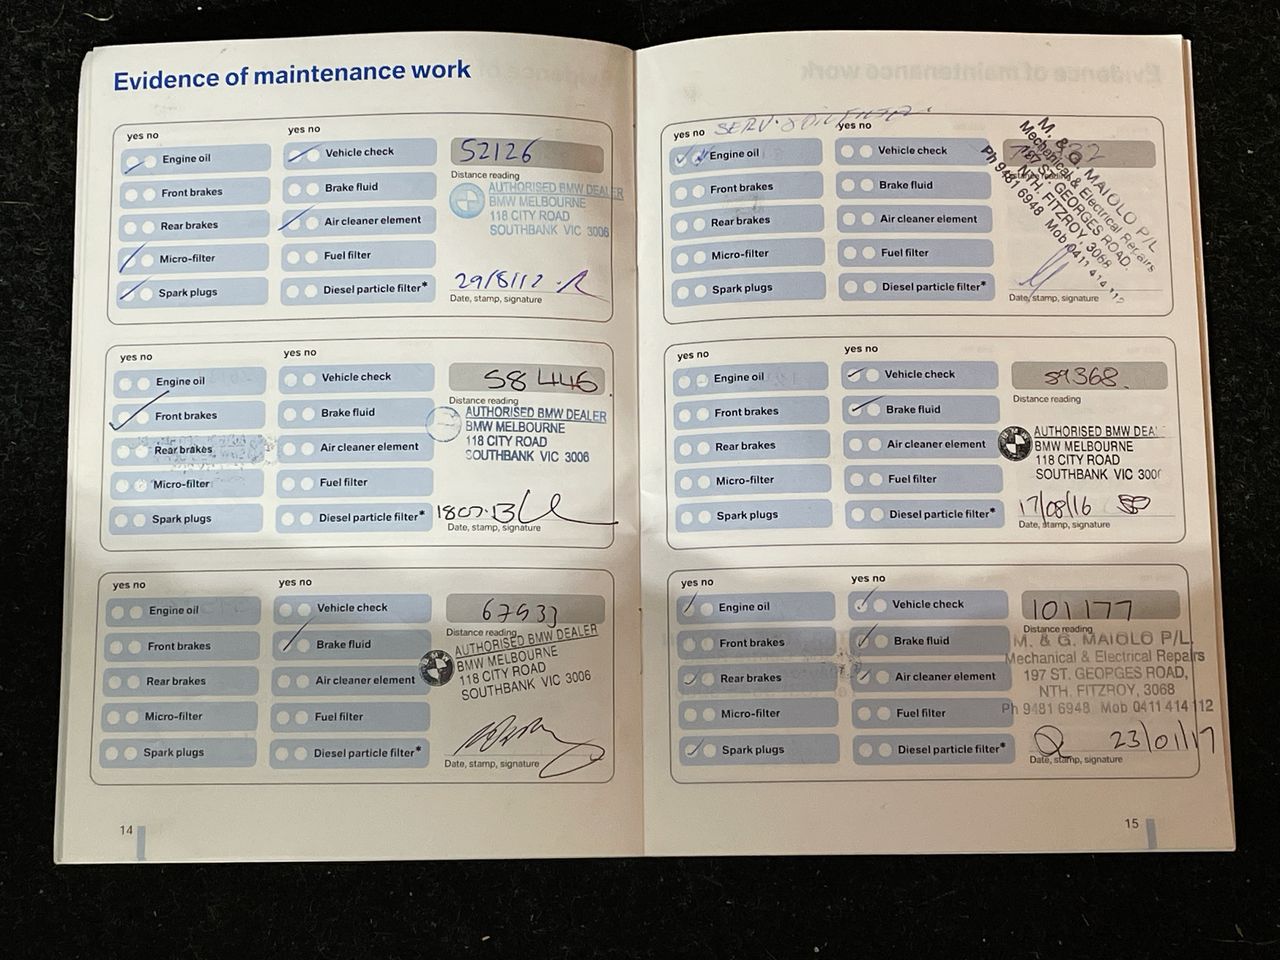 Evidence of maintenance work
yes no
yes no
Engine oil
Vehicle check
52126
Distance reading
Front brakes
Brake fluid
AUTHORISED BMW DEALER
BMW MELBOURNE
118 CITY ROAD
SOUTHBANK VIC 3006
Rear brakes
Air cleaner element
Micro-filter
Fuel filter
Spark plugs
Diesel particle filter*
29/8/12
Date, stamp, signature
yes no
yes no
Engine oil
Vehicle check
58446
Distance reading
Front brakes
Brake fluid
AUTHORISED BMW DEALER
BMW MELBOURNE
118 CITY ROAD
SOUTHBANK VIC 3006
Rear brakes
Air cleaner element
Micro-filter
Fuel filter
Spark plugs
Diesel particle filter*
Date, stamp, signature
yes no
yes no
Engine oil
Vehicle check
67933
Distance reading
Front brakes
Brake fluid
AUTHORISED BMW DEALER
BMW MELBOURNE
118 CITY ROAD
SOUTHBANK VIC 3006
Rear brakes
Air cleaner element
Micro-filter
Fuel filter
Spark plugs
Diesel particle filter*
Date, stamp, signature
14
yes no
SERV. & OIL FILTER.
yes no
Engine oil
Vehicle check
Distance reading
Front brakes
Brake fluid
M. & G. MAIOLO P/L
Mechanical & Electrical Repairs
197 ST. GEORGES ROAD,
NTH. FITZROY, 3068
Ph 9481 6948 Mob 0411 414 112
Rear brakes
Air cleaner element
Micro-filter
Fuel filter
Spark plugs
Diesel particle filter*
Date, stamp, signature
yes no
yes no
Engine oil
Vehicle check
89368.
Distance reading
Front brakes
Brake fluid
AUTHORISED BMW DEA
BMW MELBOURNE
118 CITY ROAD
SOUTHBANK VIC 300
Rear brakes
Air cleaner element
Micro-filter
Fuel filter
Spark plugs
Diesel particle filter*
17/08/16
Date, stamp, signature
yes no
yes no
Engine oil
Vehicle check
101177
Distance reading
Front brakes
Brake fluid
M. & G. MAIOLO P/L.
Mechanical & Electrical Repairs
197 ST. GEORGES ROAD,
NTH. FITZROY, 3068
Ph 9481 6948 Mob 0411 414 112
Rear brakes
Air cleaner element
Micro-filter
Fuel filter
Spark plugs
Diesel particle filter*
23/01/17
Date, stamp, signature
15